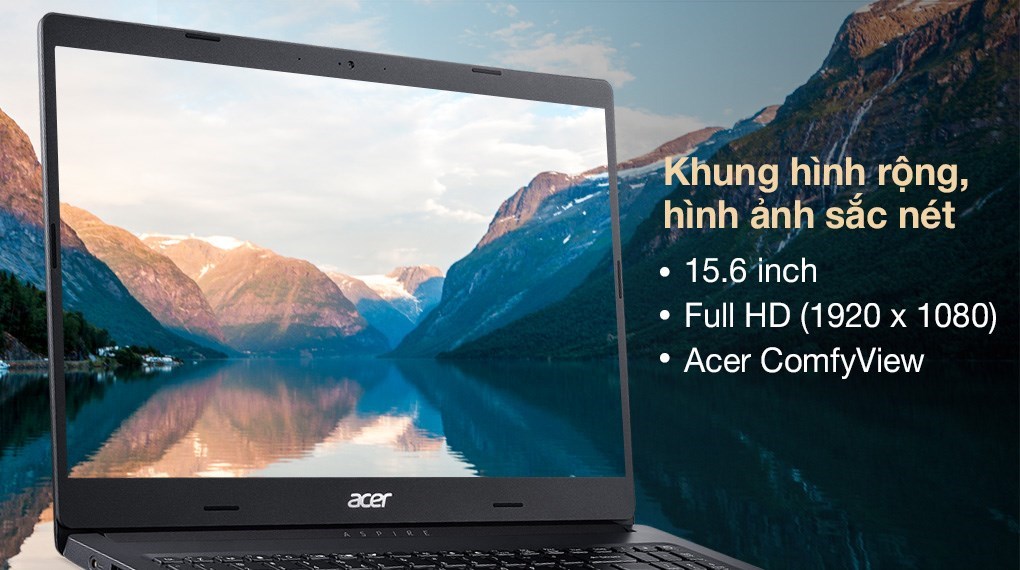 Khung hình rộng,
hình ảnh sắc nét
• 15.6 inch
• Full HD (1920 x 1080)
• Acer ComfyView
acer
ASPIRE